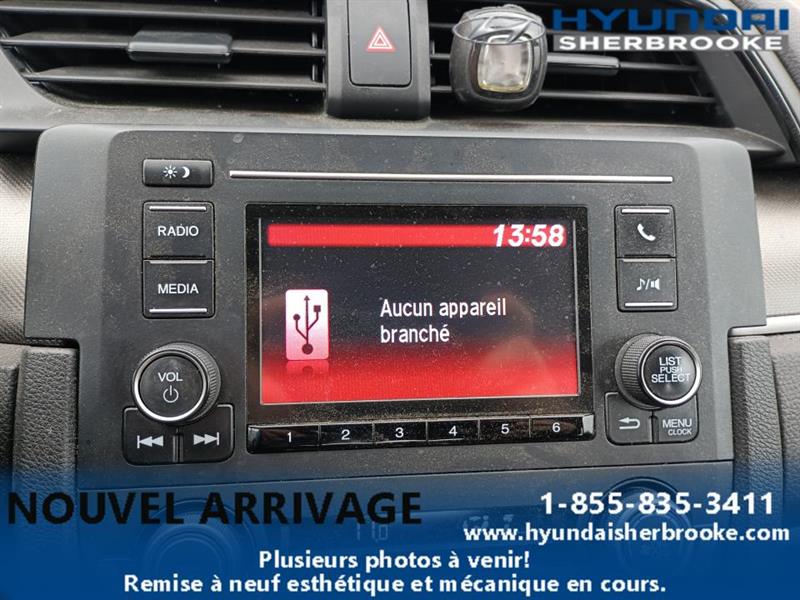 HYUNDAI
SHERBROOKE
RADIO
MEDIA
13:58
Aucun appareil
branché
VOL
LIST
PUSH
SELECT
MENU
CLOCK
1 2 3 4 5 6
NOUVEL ARRIVAGE
1-855-835-3411
www.hyundaisherbrooke.com
Plusieurs photos à venir!
Remise à neuf esthétique et mécanique en cours.